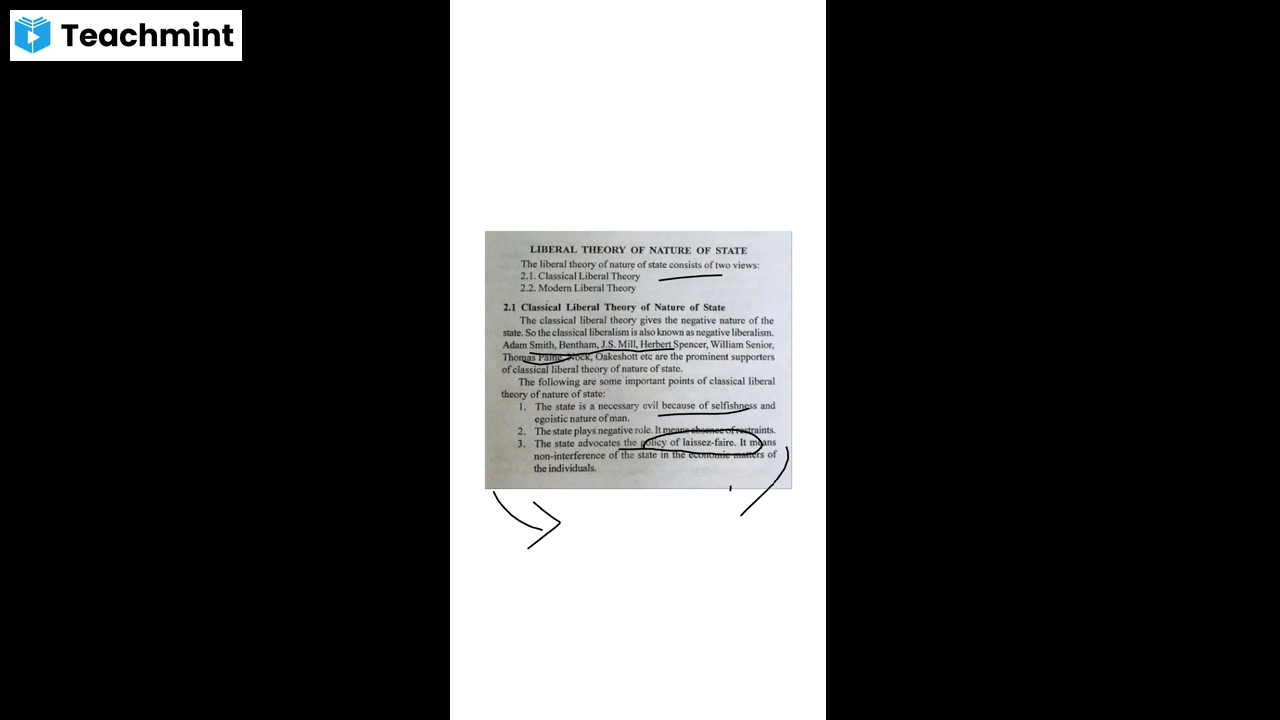 Teachmint
LIBERAL THEORY OF NATURE OF STATE
The liberal theory of nature of state consists of two views:
2.1. Classical Liberal Theory
2.2. Modern Liberal Theory
2.1 Classical Liberal Theory of Nature of State
The classical liberal theory gives the negative nature of the
state. So the classical liberalism is also known as negative liberalism.
Adam Smith, Bentham, J.S. Mill, Herbert Spencer, William Senior,
Thomas Paine, Nock, Oakeshott etc are the prominent supporters
of classical liberal theory of nature of state.
The following are some important points of classical liberal
theory of nature of state:
1. The state is a necessary evil because of selfishness and
egoistic nature of man.
2. The state plays negative role. It means absence of restraints.
3. The state advocates the policy of laissez-faire. It means
non-interference of the state in the economic matters of
the individuals.